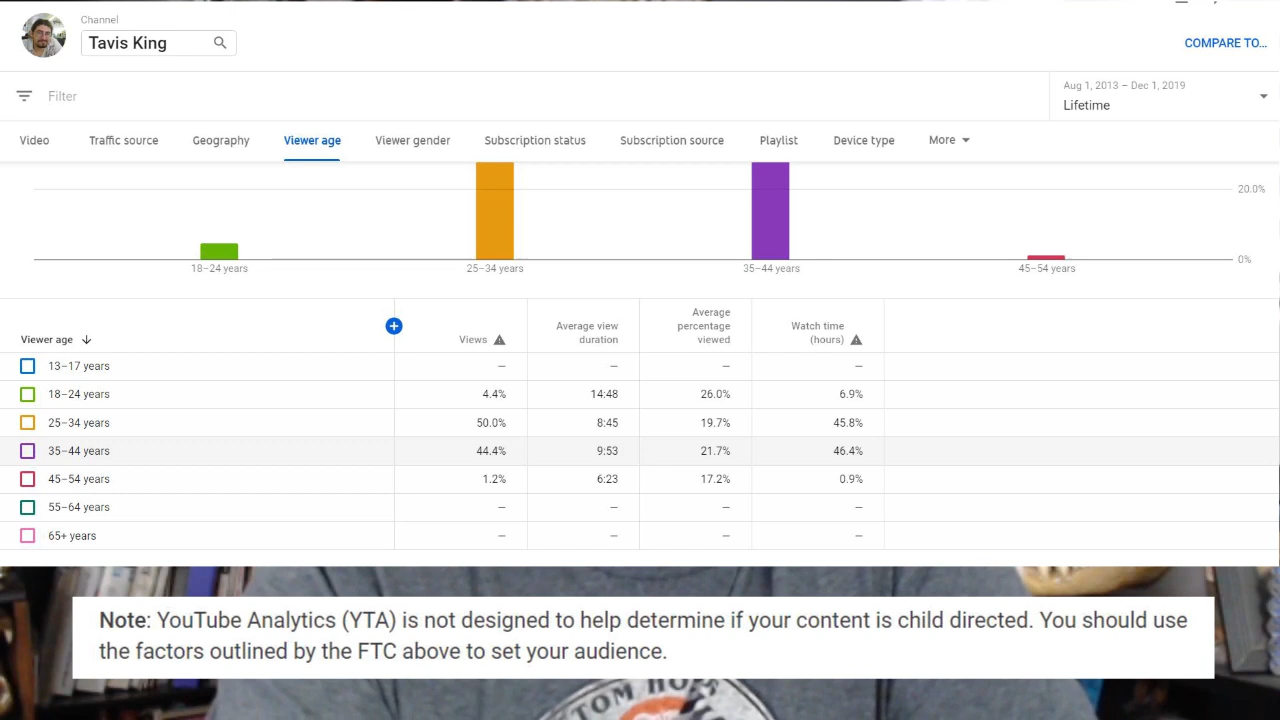 Channel
Tavis King
COMPARE TO...
Filter
Aug 1, 2013 – Dec 1, 2019
Lifetime
Video Traffic source Geography Viewer age Viewer gender Subscription status Subscription source Playlist Device type More
20.0%
0%
18–24 years 25–34 years 35–44 years 45–54 years
Viewer age Views Average view duration Average percentage viewed Watch time (hours)
13–17 years – – – –
18–24 years 4.4% 14:48 26.0% 6.9%
25–34 years 50.0% 8:45 19.7% 45.8%
35–44 years 44.4% 9:53 21.7% 46.4%
45–54 years 1.2% 6:23 17.2% 0.9%
55–64 years – – – –
65+ years – – – –
Note: YouTube Analytics (YTA) is not designed to help determine if your content is child directed. You should use
the factors outlined by the FTC above to set your audience.
TOM